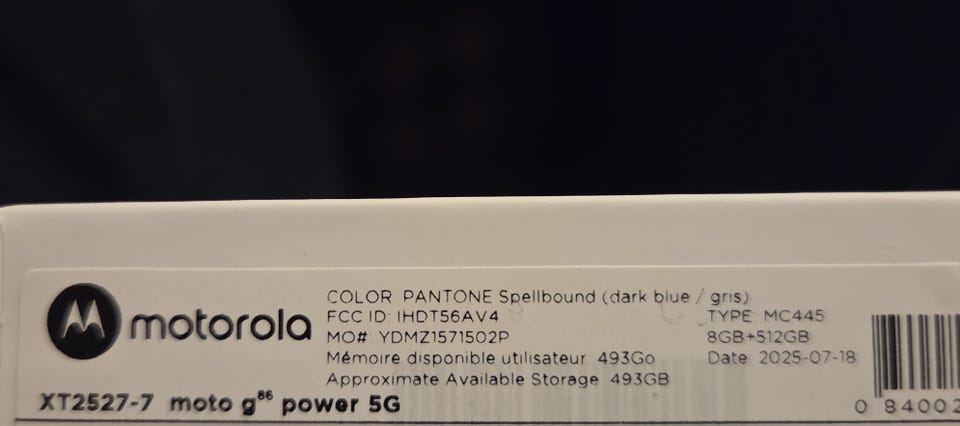 motorola
COLOR: PANTONE Spellbound (dark blue / gris)
FCC ID: IHDT56AV4 TYPE: MC445
MO#: YDMZ1571502P 8GB+512GB
Mémoire disponible utilisateur: 493Go Date: 2025-07-18
Approximate Available Storage: 493GB
XT2527-7 moto g⁸⁶ power 5G
0 84002